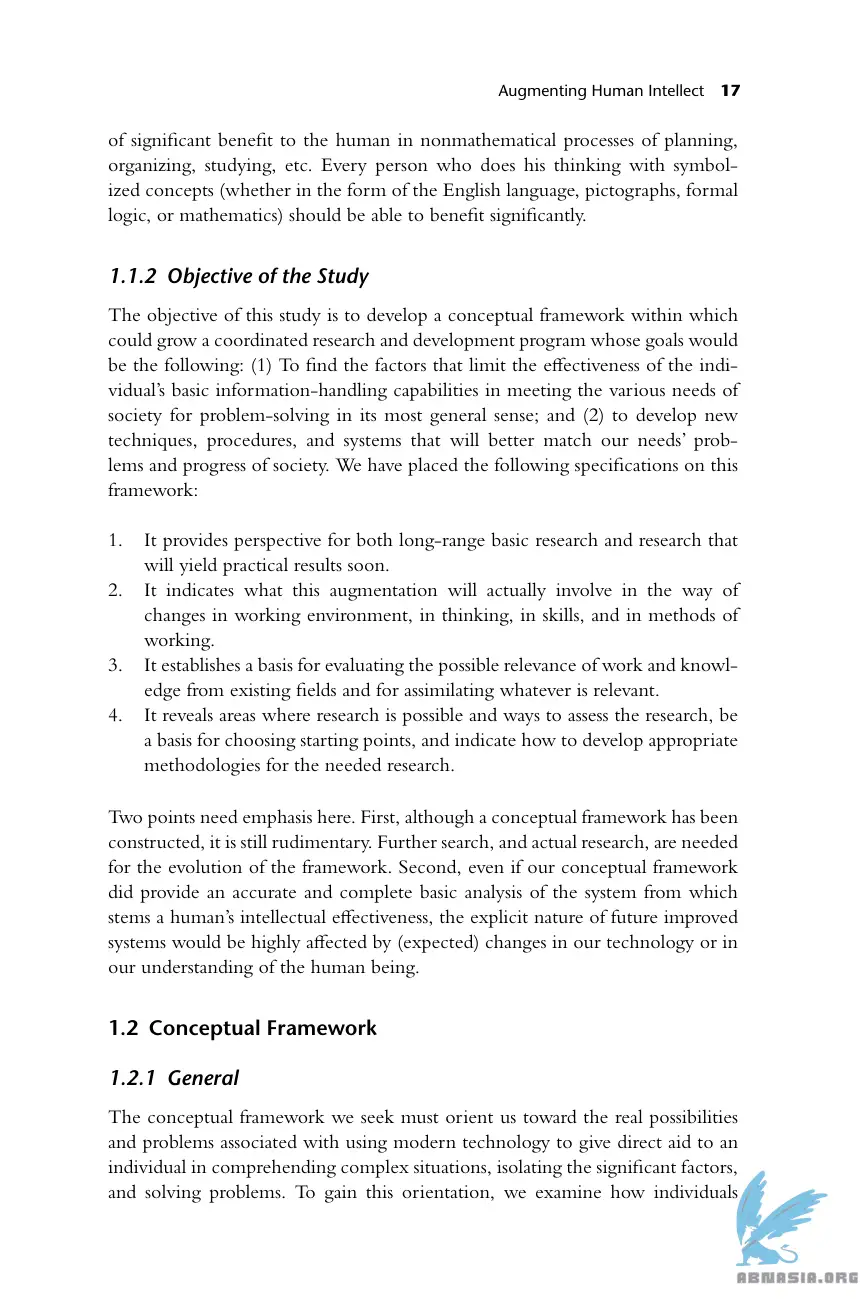 Augmenting Human Intellect 17
of significant benefit to the human in nonmathematical processes of planning,
organizing, studying, etc. Every person who does his thinking with symbol-
ized concepts (whether in the form of the English language, pictographs, formal
logic, or mathematics) should be able to benefit significantly.
1.1.2 Objective of the Study
The objective of this study is to develop a conceptual framework within which
could grow a coordinated research and development program whose goals would
be the following: (1) To find the factors that limit the effectiveness of the indi-
vidual’s basic information-handling capabilities in meeting the various needs of
society for problem-solving in its most general sense; and (2) to develop new
techniques, procedures, and systems that will better match our needs’ prob-
lems and progress of society. We have placed the following specifications on this
framework:
1. It provides perspective for both long-range basic research and research that
will yield practical results soon.
2. It indicates what this augmentation will actually involve in the way of
changes in working environment, in thinking, in skills, and in methods of
working.
3. It establishes a basis for evaluating the possible relevance of work and knowl-
edge from existing fields and for assimilating whatever is relevant.
4. It reveals areas where research is possible and ways to assess the research, be
a basis for choosing starting points, and indicate how to develop appropriate
methodologies for the needed research.
Two points need emphasis here. First, although a conceptual framework has been
constructed, it is still rudimentary. Further search, and actual research, are needed
for the evolution of the framework. Second, even if our conceptual framework
did provide an accurate and complete basic analysis of the system from which
stems a human’s intellectual effectiveness, the explicit nature of future improved
systems would be highly affected by (expected) changes in our technology or in
our understanding of the human being.
1.2 Conceptual Framework
1.2.1 General
The conceptual framework we seek must orient us toward the real possibilities
and problems associated with using modern technology to give direct aid to an
individual in comprehending complex situations, isolating the significant factors,
and solving problems. To gain this orientation, we examine how individuals
ABNASIA.ORG